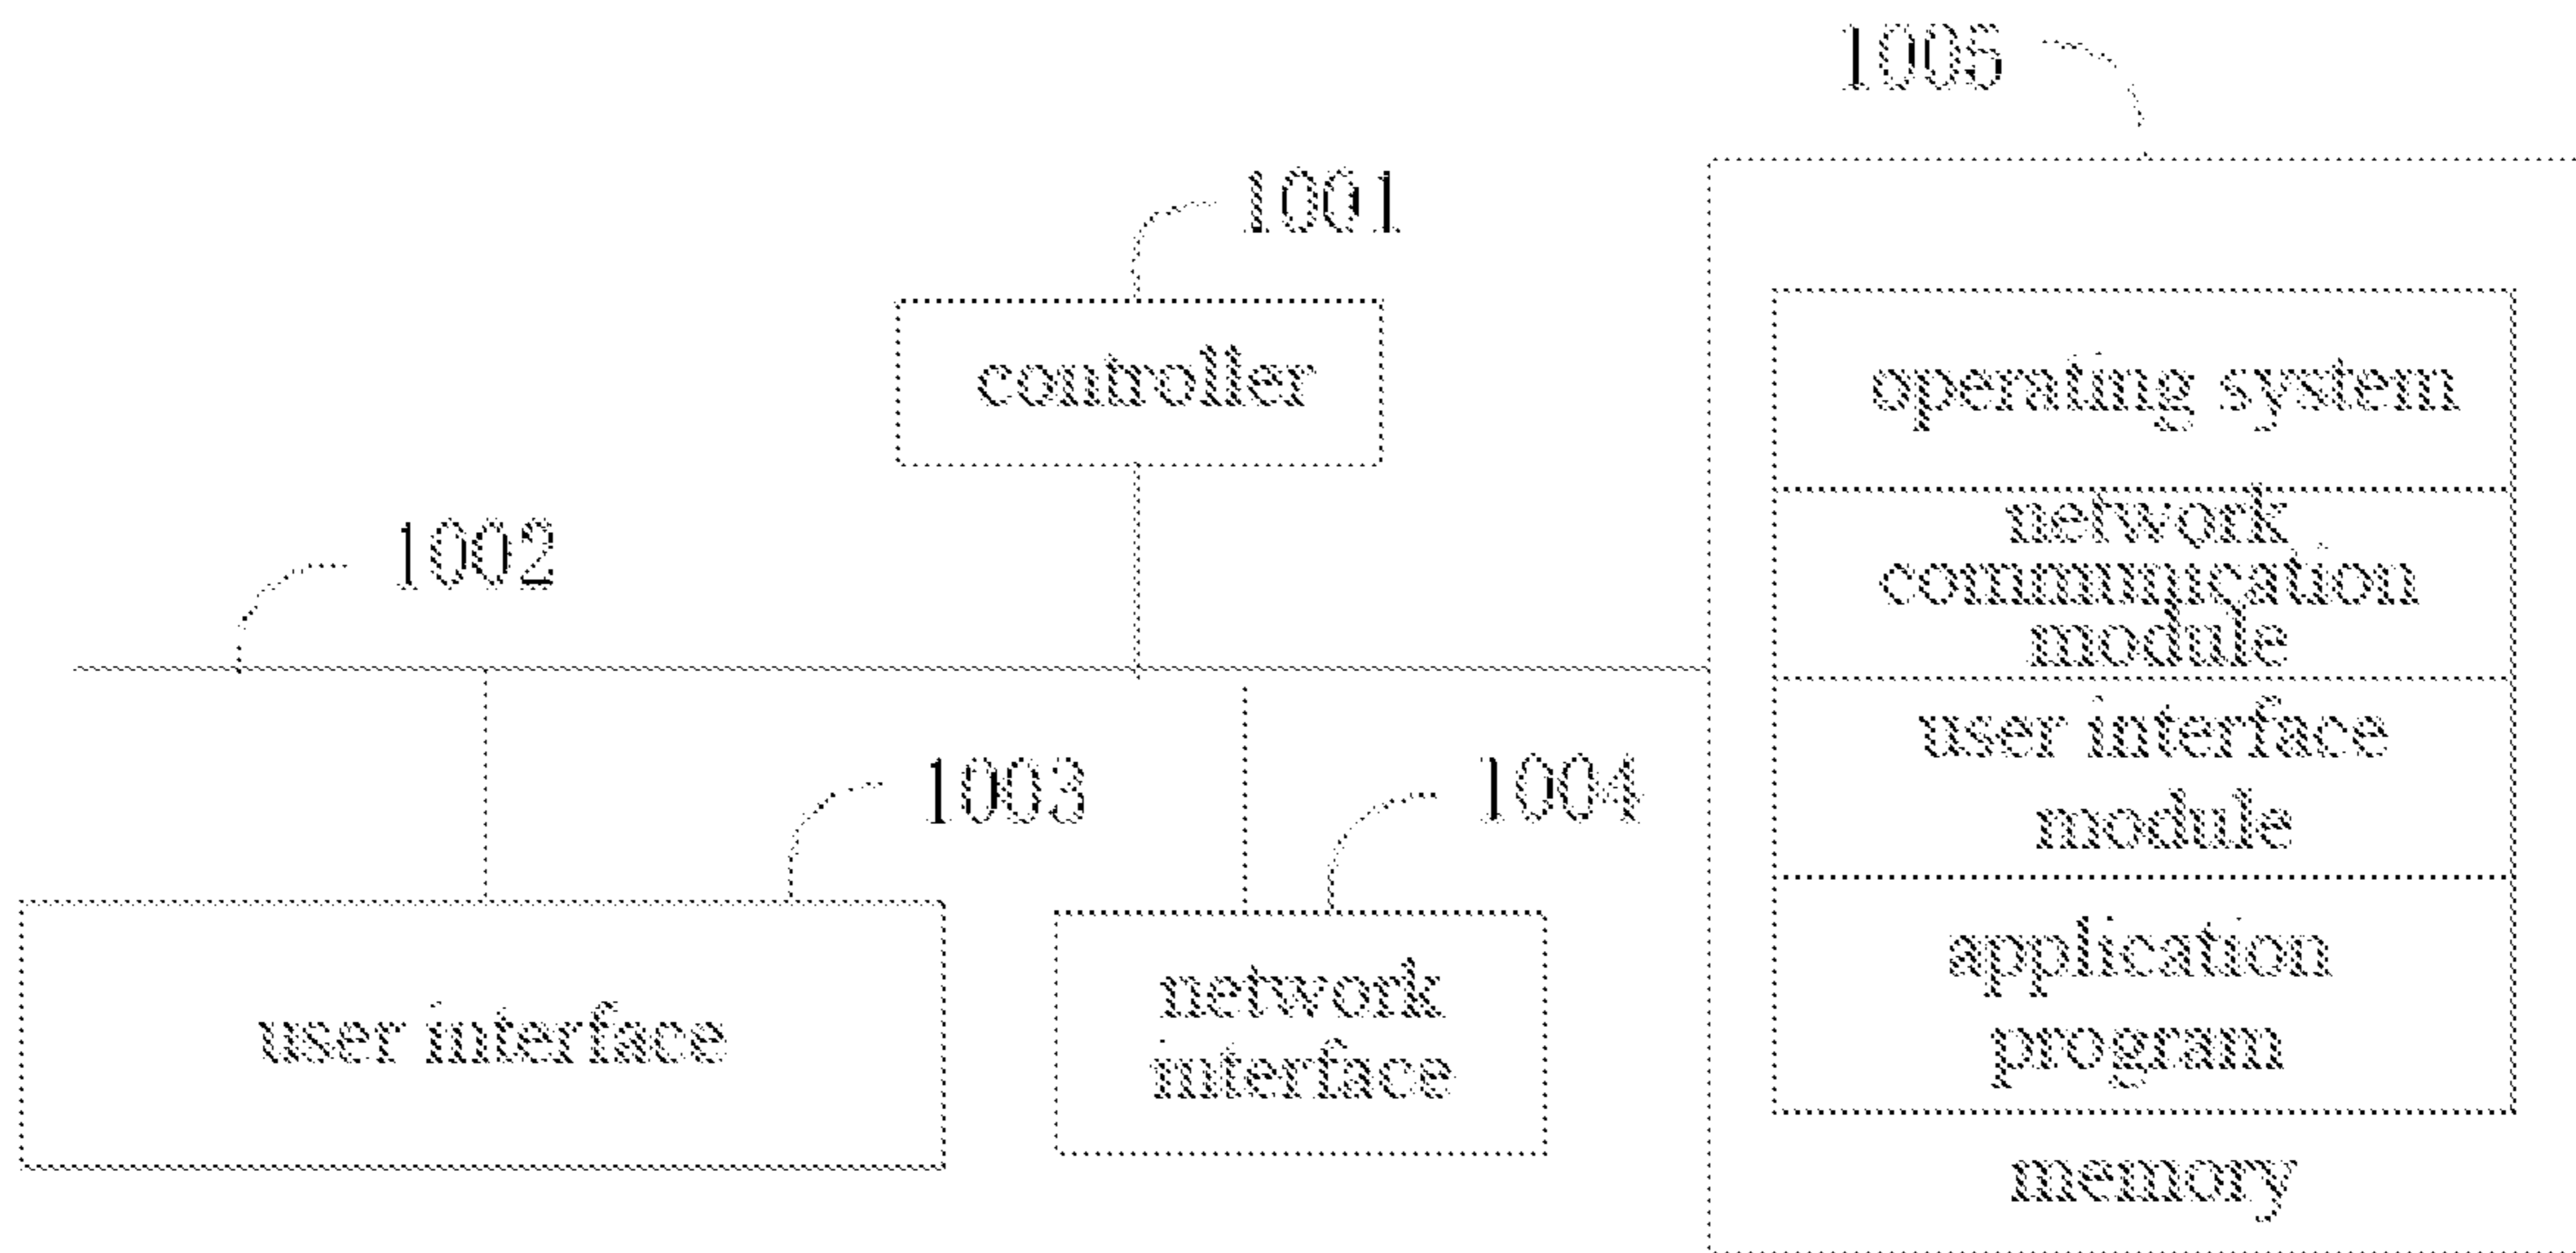 1005
1001
controller
operating system
1002
network
communication
module
user interface
module
1003
1004
application
program
user interface
network
interface
memory